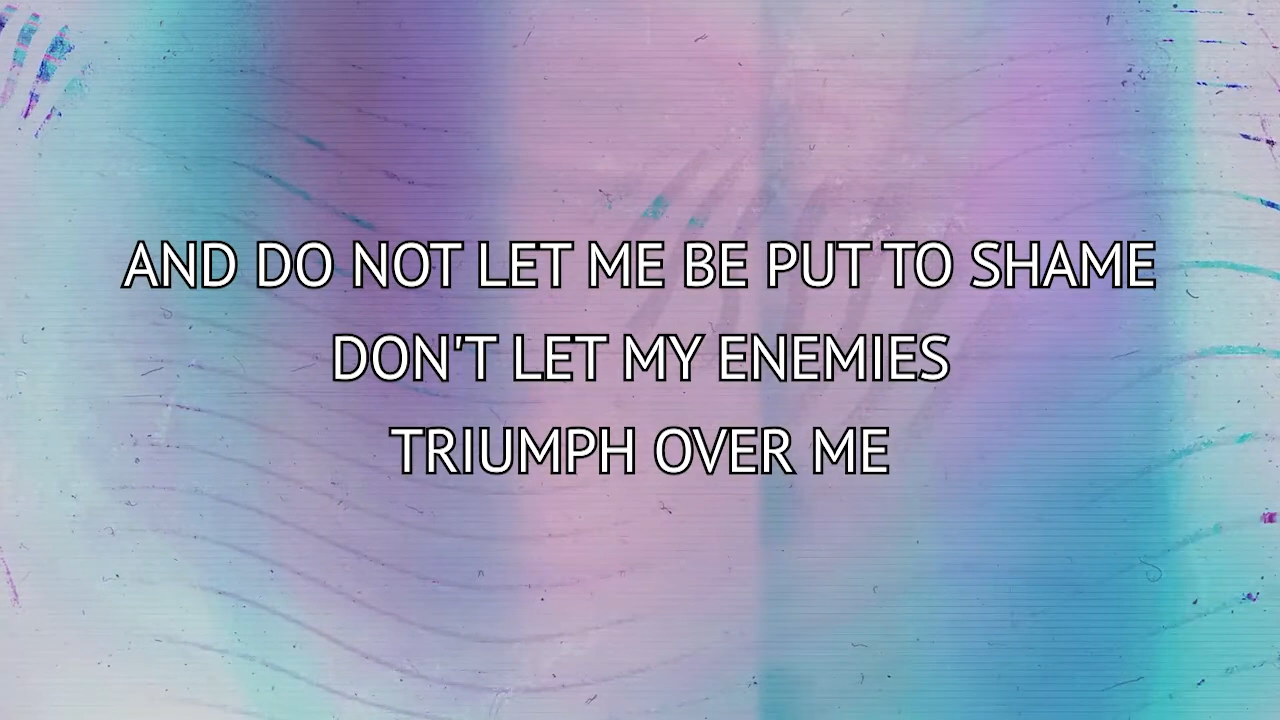 AND DO NOT LET ME BE PUT TO SHAME
DON'T LET MY ENEMIES
TRIUMPH OVER ME